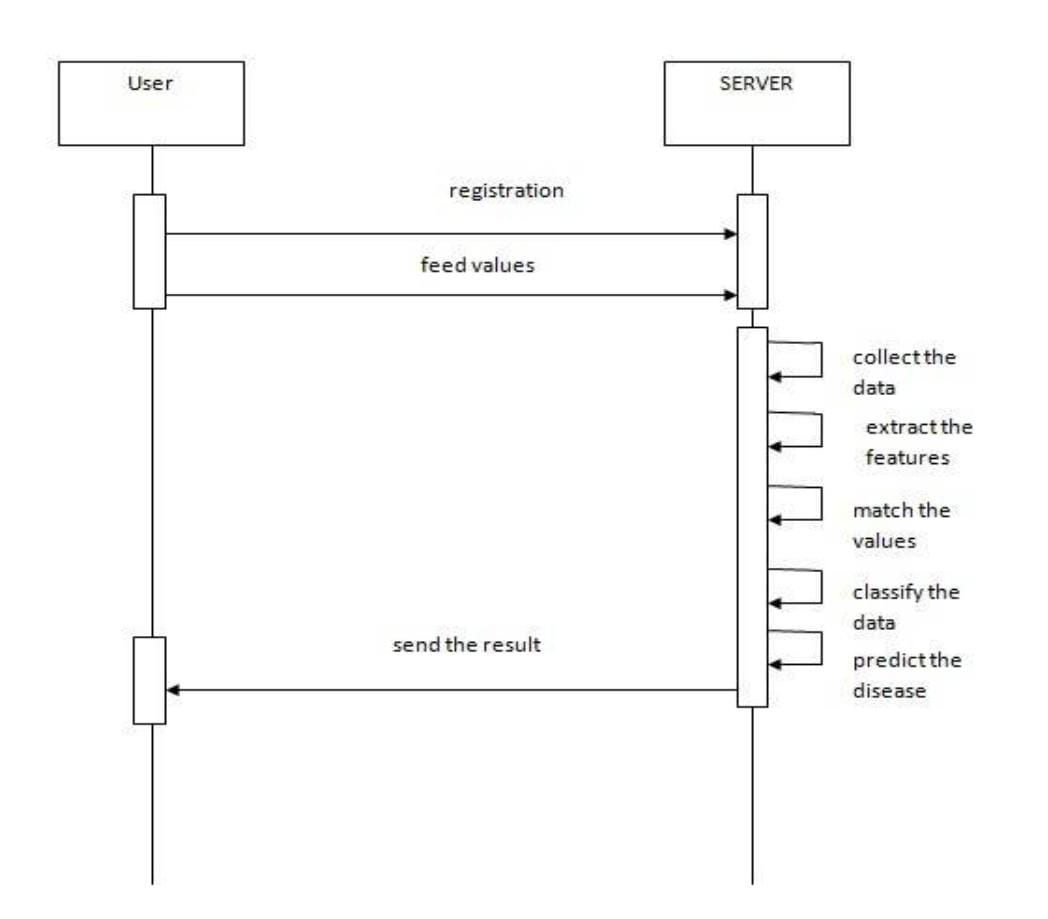 User
SERVER
registration
feed values
collect the
data
extract the
features
match the
values
classify the
data
send the result
predict the
disease